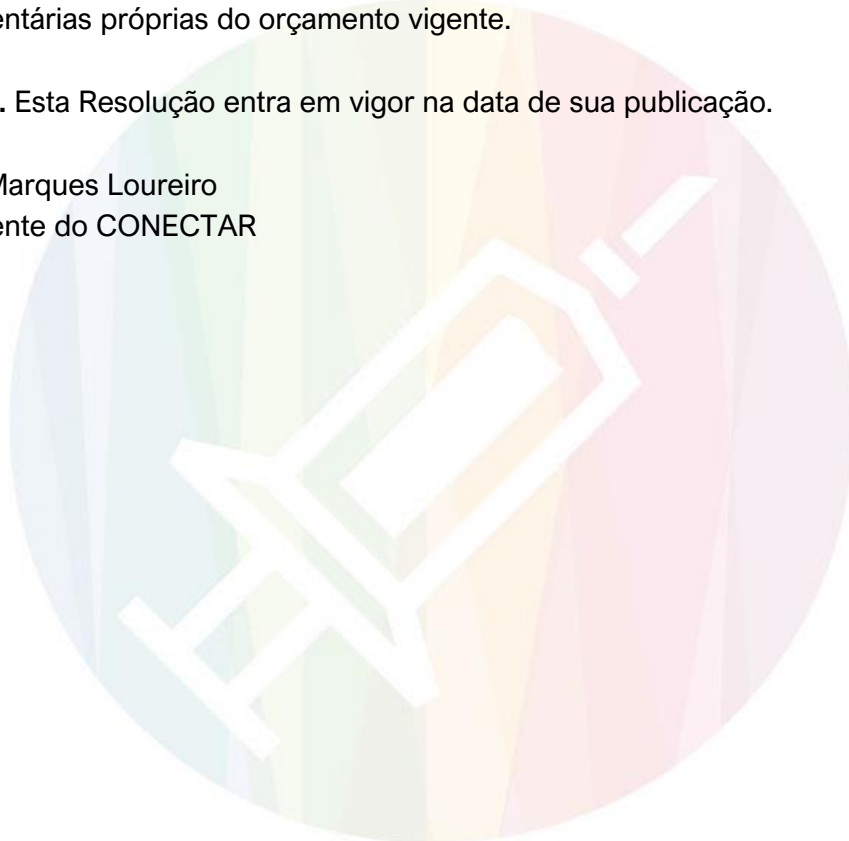 entárias próprias do orçamento vigente.
. Esta Resolução entra em vigor na data de sua publicação.
Marques Loureiro
ente do CONECTAR